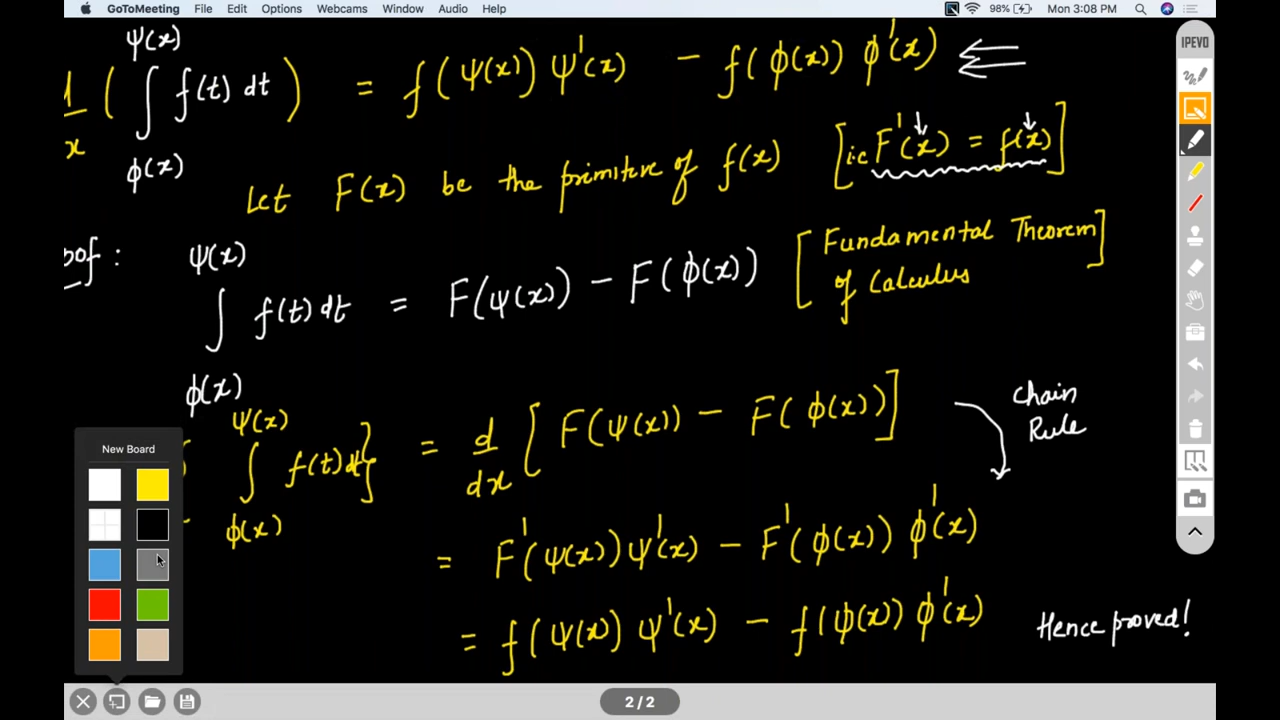 GoToMeeting File Edit Options Webcams Window Audio Help 98% Mon 3:08 PM
IPEVO
ψ(x)
( ∫ f(t) dt ) = f(ψ(x)) ψ'(x) − f(φ(x)) φ'(x)
x
φ(x)
Let F(x) be the primitive of f(x) [ie F'(x) = f(x)]
oof :
ψ(x)
∫ f(t) dt = F(ψ(x)) − F(φ(x)) [Fundamental Theorem
of Calculus]
φ(x)
ψ(x)
∫ f(t) dt} = d/dx [F(ψ(x)) − F(φ(x))]
φ(x)
Chain
Rule
= F'(ψ(x)) ψ'(x) − F'(φ(x)) φ'(x)
= f(ψ(x)) ψ'(x) − f(φ(x)) φ'(x)
Hence proved!
New Board
2 / 2